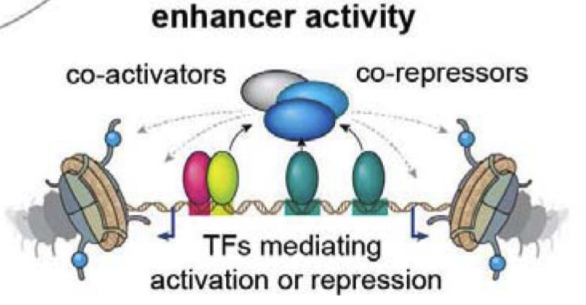 enhancer activity
co-activators
co-repressors
TFs mediating
activation or repression